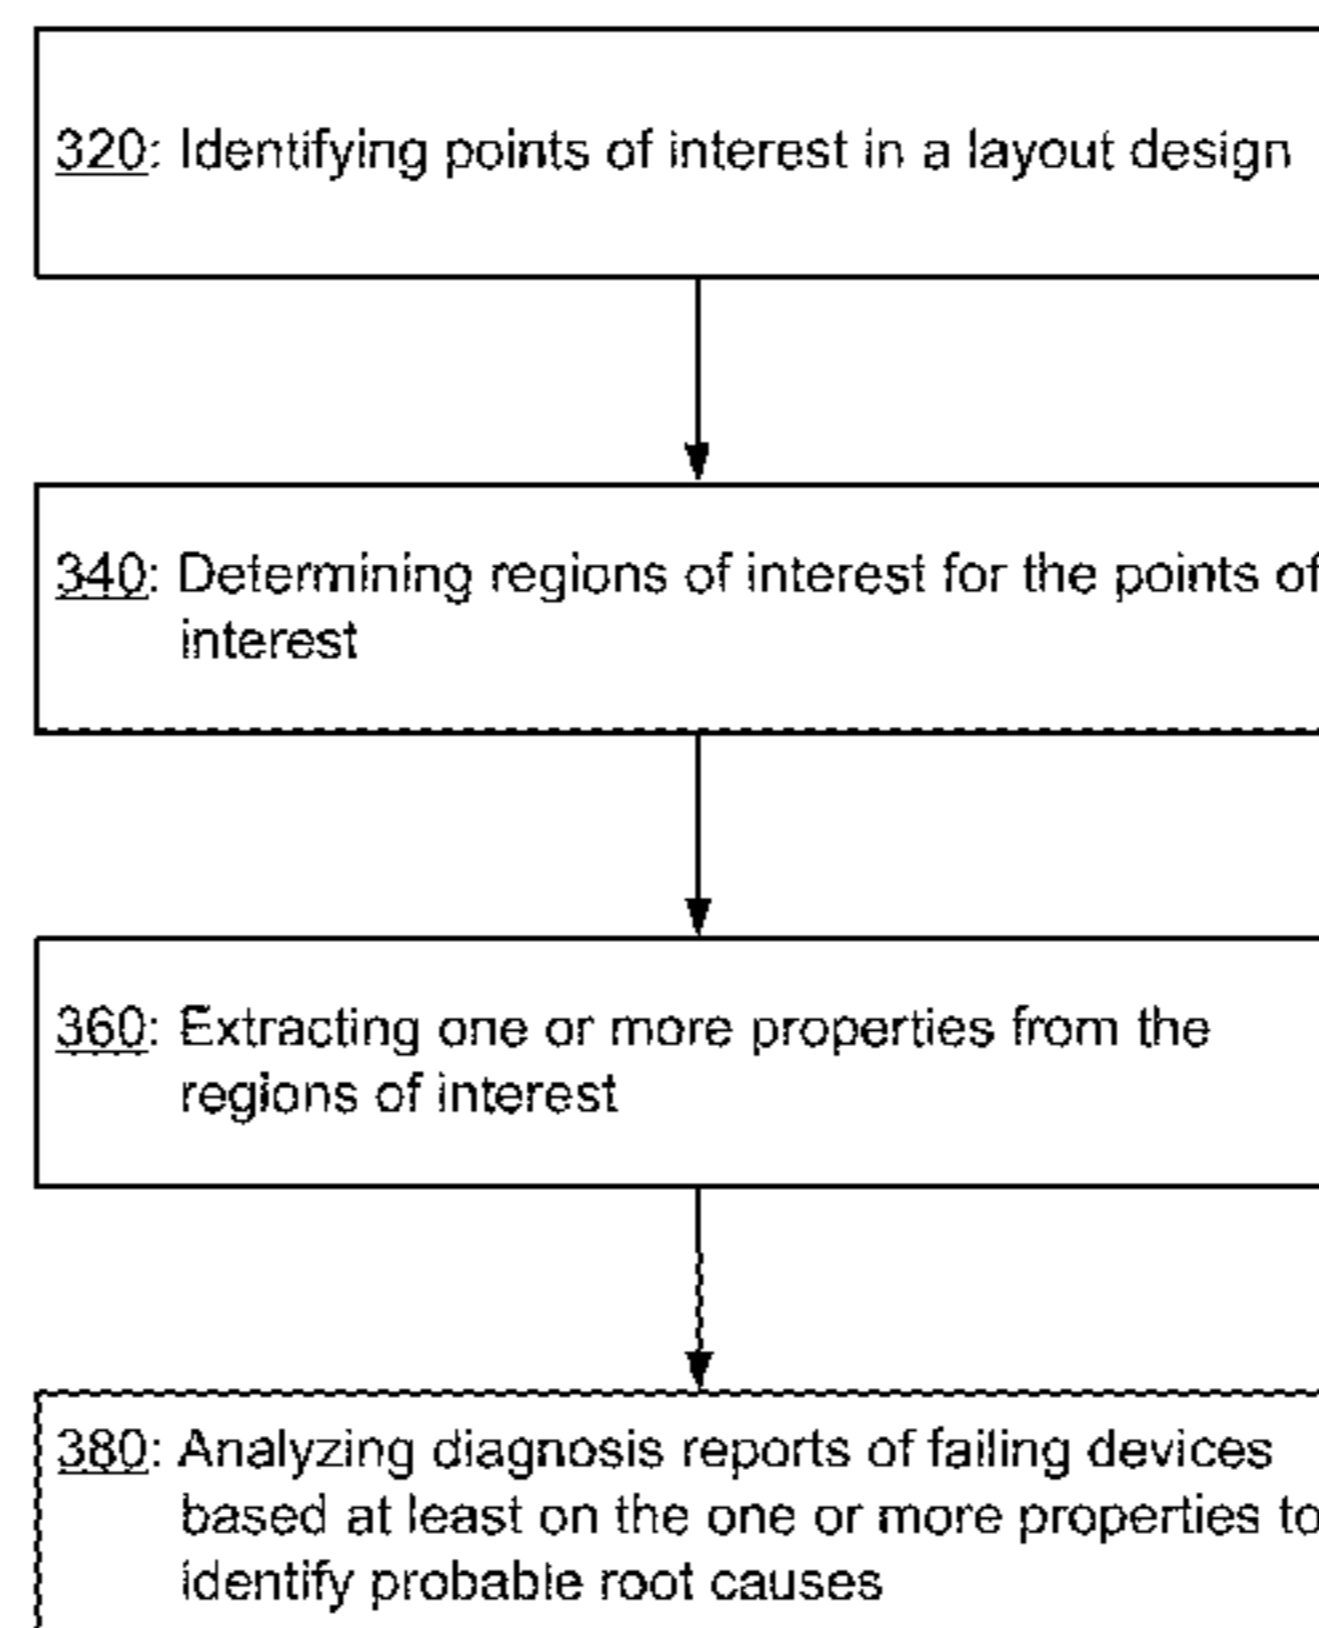 320: Identifying points of interest in a layout design
340: Determining regions of interest for the points of
interest
360: Extracting one or more properties from the
regions of interest
380: Analyzing diagnosis reports of failing devices
based at least on the one or more properties to
identify probable root causes